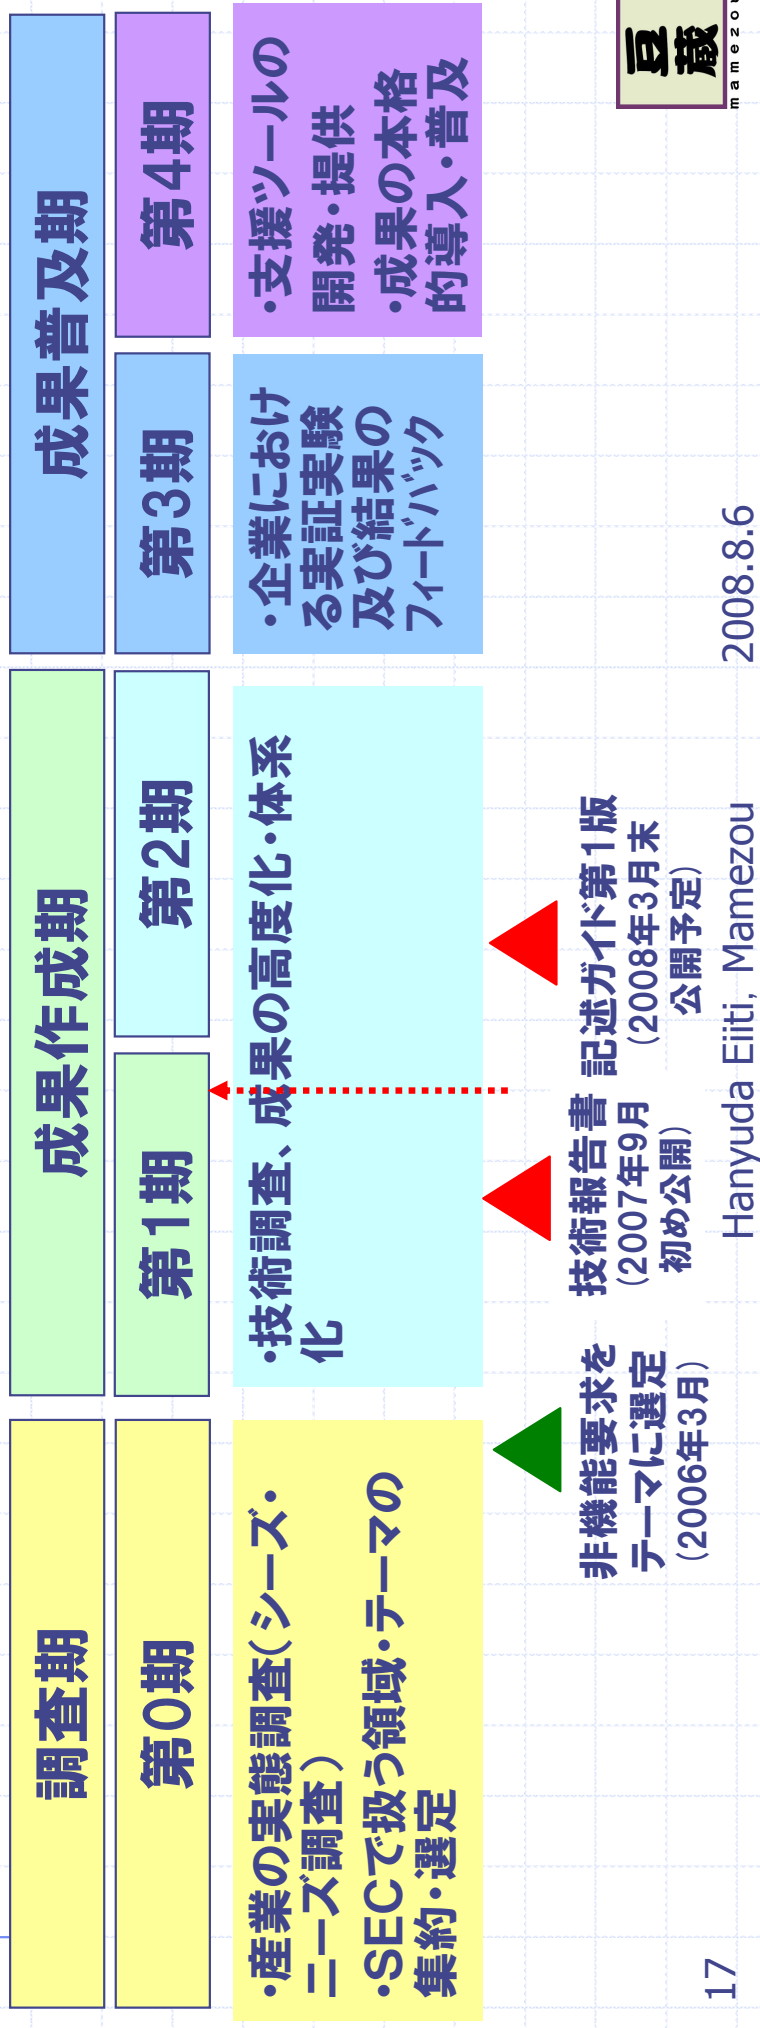 調査期
成果作成期
成果普及期
第0期
第1期
第2期
第3期
第4期
・産業の実態調査(シーズ・
ニーズ調査)
・SECで扱う領域・テーマの
集約・選定
・技術調査、成果の高度化・体系
化
・企業におけ
る実証実験
及び結果の
フィードバック
・支援ツールの
開発・提供
・成果の本格
的導入・普及
非機能要求を
テーマに選定
(2006年3月)
技術報告書
(2007年9月
初め公開)
記述ガイド第1版
(2008年3月末
公開予定)
17
Hanyuda Eiiti, Mamezou
2008.8.6
豆
蔵
mamezou